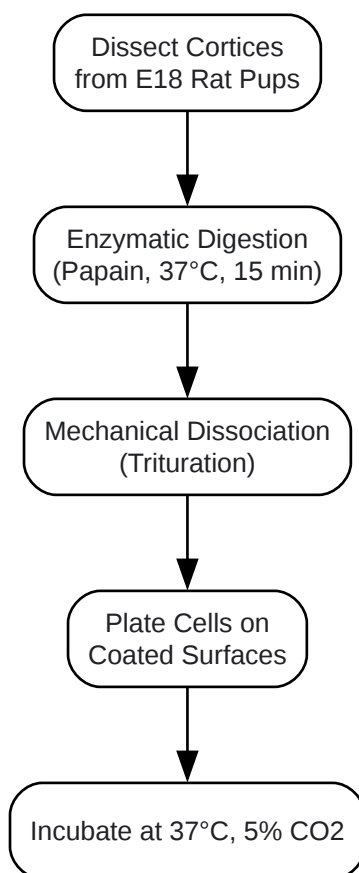 Dissect Cortices
from E18 Rat Pups
Enzymatic Digestion
(Papain, 37°C, 15 min)
Mechanical Dissociation
(Trituration)
Plate Cells on
Coated Surfaces
Incubate at 37°C, 5% CO2